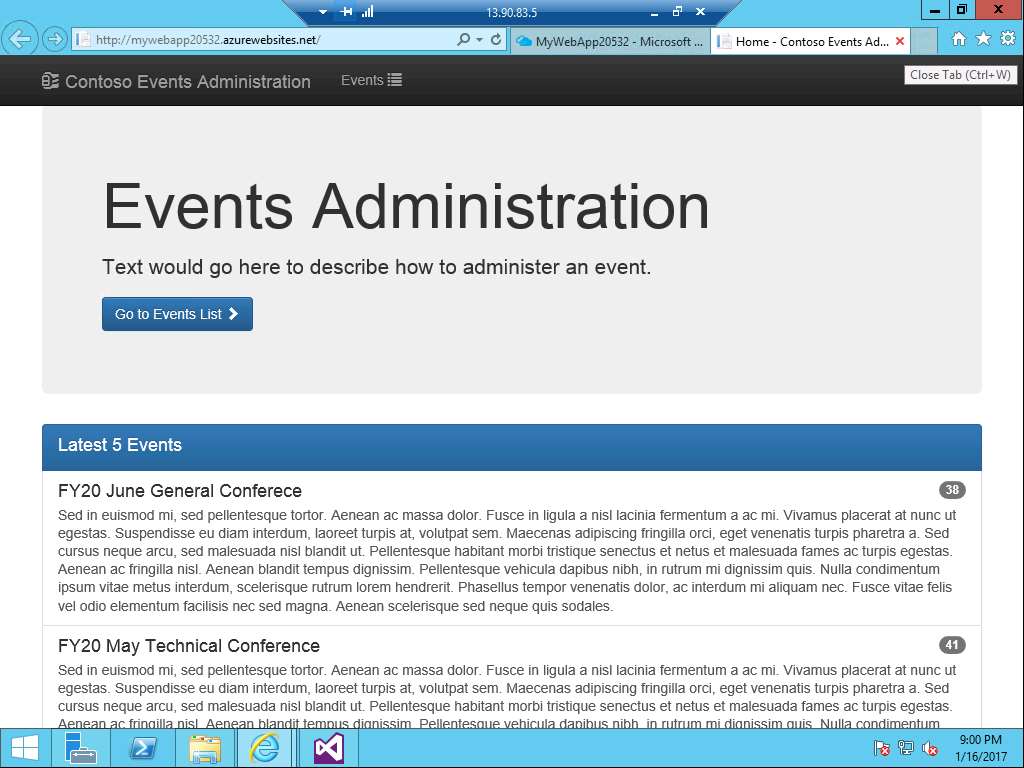 13.90.83.5
http://mywebapp20532.azurewebsites.net/
MyWebApp20532 - Microsoft ...
Home - Contoso Events Ad...
Contoso Events Administration
Events
Close Tab (Ctrl+W)
Events Administration
Text would go here to describe how to administer an event.
Go to Events List
Latest 5 Events
FY20 June General Conferece
38
Sed in euismod mi, sed pellentesque tortor. Aenean ac massa dolor. Fusce in ligula a nisl lacinia fermentum a ac mi. Vivamus placerat at nunc ut
egestas. Suspendisse eu diam interdum, laoreet turpis at, volutpat sem. Maecenas adipiscing fringilla orci, eget venenatis turpis pharetra a. Sed
cursus neque arcu, sed malesuada nisl blandit ut. Pellentesque habitant morbi tristique senectus et netus et malesuada fames ac turpis egestas.
Aenean ac fringilla nisl. Aenean blandit tempus dignissim. Pellentesque vehicula dapibus nibh, in rutrum mi dignissim quis. Nulla condimentum
ipsum vitae metus interdum, scelerisque rutrum lorem hendrerit. Phasellus tempor venenatis dolor, ac interdum mi aliquam nec. Fusce vitae felis
vel odio elementum facilisis nec sed magna. Aenean scelerisque sed neque quis sodales.
FY20 May Technical Conference
41
Sed in euismod mi, sed pellentesque tortor. Aenean ac massa dolor. Fusce in ligula a nisl lacinia fermentum a ac mi. Vivamus placerat at nunc ut
egestas. Suspendisse eu diam interdum, laoreet turpis at, volutpat sem. Maecenas adipiscing fringilla orci, eget venenatis turpis pharetra a. Sed
cursus neque arcu, sed malesuada nisl blandit ut. Pellentesque habitant morbi tristique senectus et netus et malesuada fames ac turpis egestas.
Aenean ac fringilla nisl. Aenean blandit tempus dignissim. Pellentesque vehicula dapibus nibh, in rutrum mi dignissim quis. Nulla condimentum
9:00 PM
1/16/2017